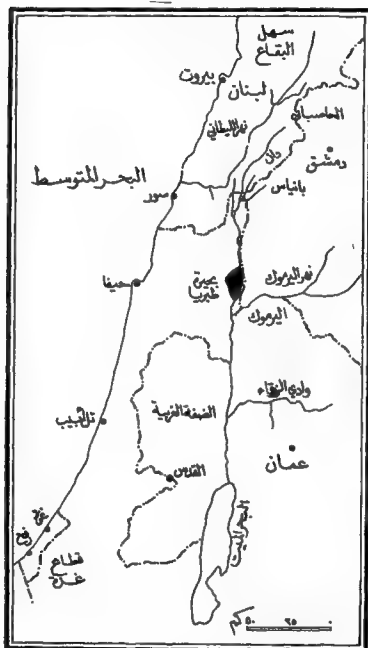 سهل
البقاع
بيروت
لبنان
الحاصباني
نهر الليطاني
دان
دمشق
بانياس
البحر المتوسط
صور
حيفا
بحيرة
طبريا
نهر اليرموك
اليرموك
وادي الزرقاء
الضفة الغربية
تل أبيب
عمان
القدس
البحر الميت
غزة
رفح
قطاع
غزة
٥٠ ٢٥ ٠ كم